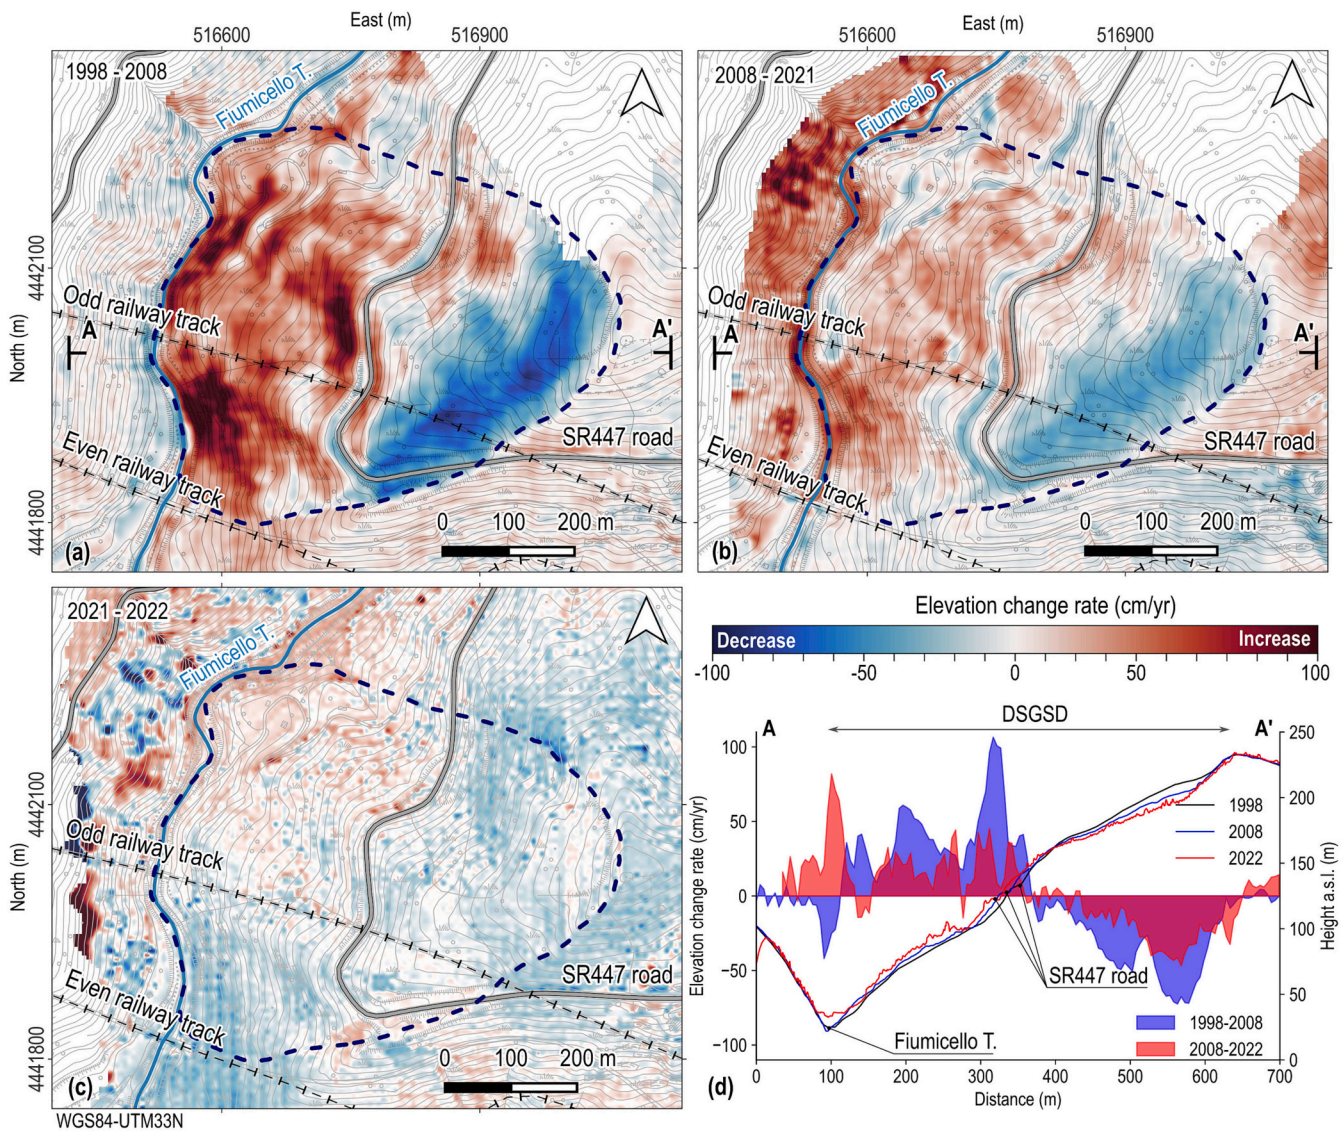 East (m)
516600
516900
1998 - 2008
Fiumicello T.
4442100
Odd railway track
A
A'
North (m)
SR447 road
Even railway track
4441800
0 100 200 m
(a)
East (m)
516600
516900
2008 - 2021
Fiumicello T.
Odd railway track
A
A'
SR447 road
Even railway track
0 100 200 m
(b)
2021 - 2022
Fiumicello T.
4442100
Odd railway track
North (m)
SR447 road
Even railway track
4441800
0 100 200 m
(c)
WGS84-UTM33N
Elevation change rate (cm/yr)
Decrease
Increase
-100 -50 0 50 100
A
DSGSD
A'
100
50
0
−50
−100
Elevation change rate (cm/yr)
250
200
150
100
50
0
Height a.s.l. (m)
1998
2008
2022
SR447 road
Fiumicello T.
1998-2008
2008-2022
(d)
0 100 200 300 400 500 600 700
Distance (m)